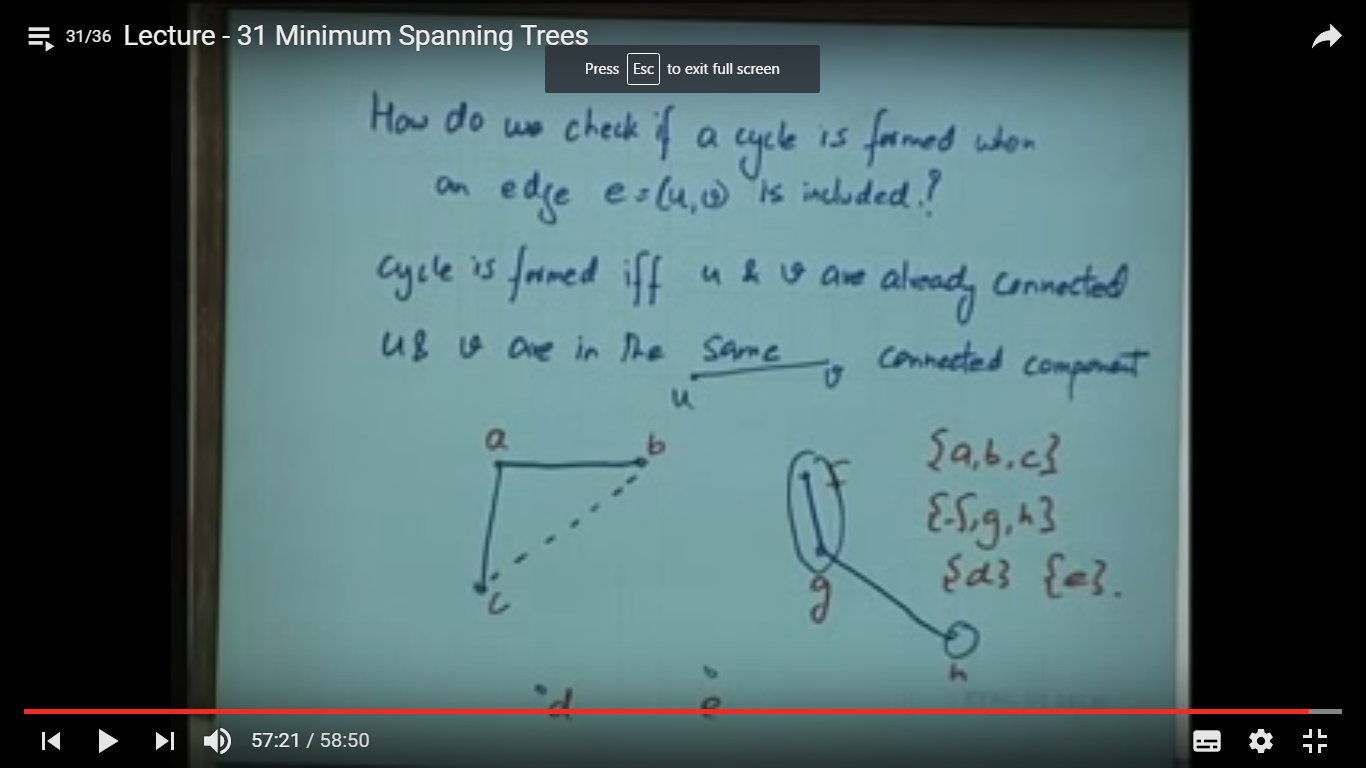 31/36 Lecture - 31 Minimum Spanning Trees
Press Esc to exit full screen
How do we check if a cycle is formed when
an edge e=(u,v) is included?
Cycle is formed iff u & v are already connected
u & v are in the same connected component
u v
a b
f
{a,b,c}
{f,g,h}
{d} {e}.
c
g
h
d e
57:21 / 58:50